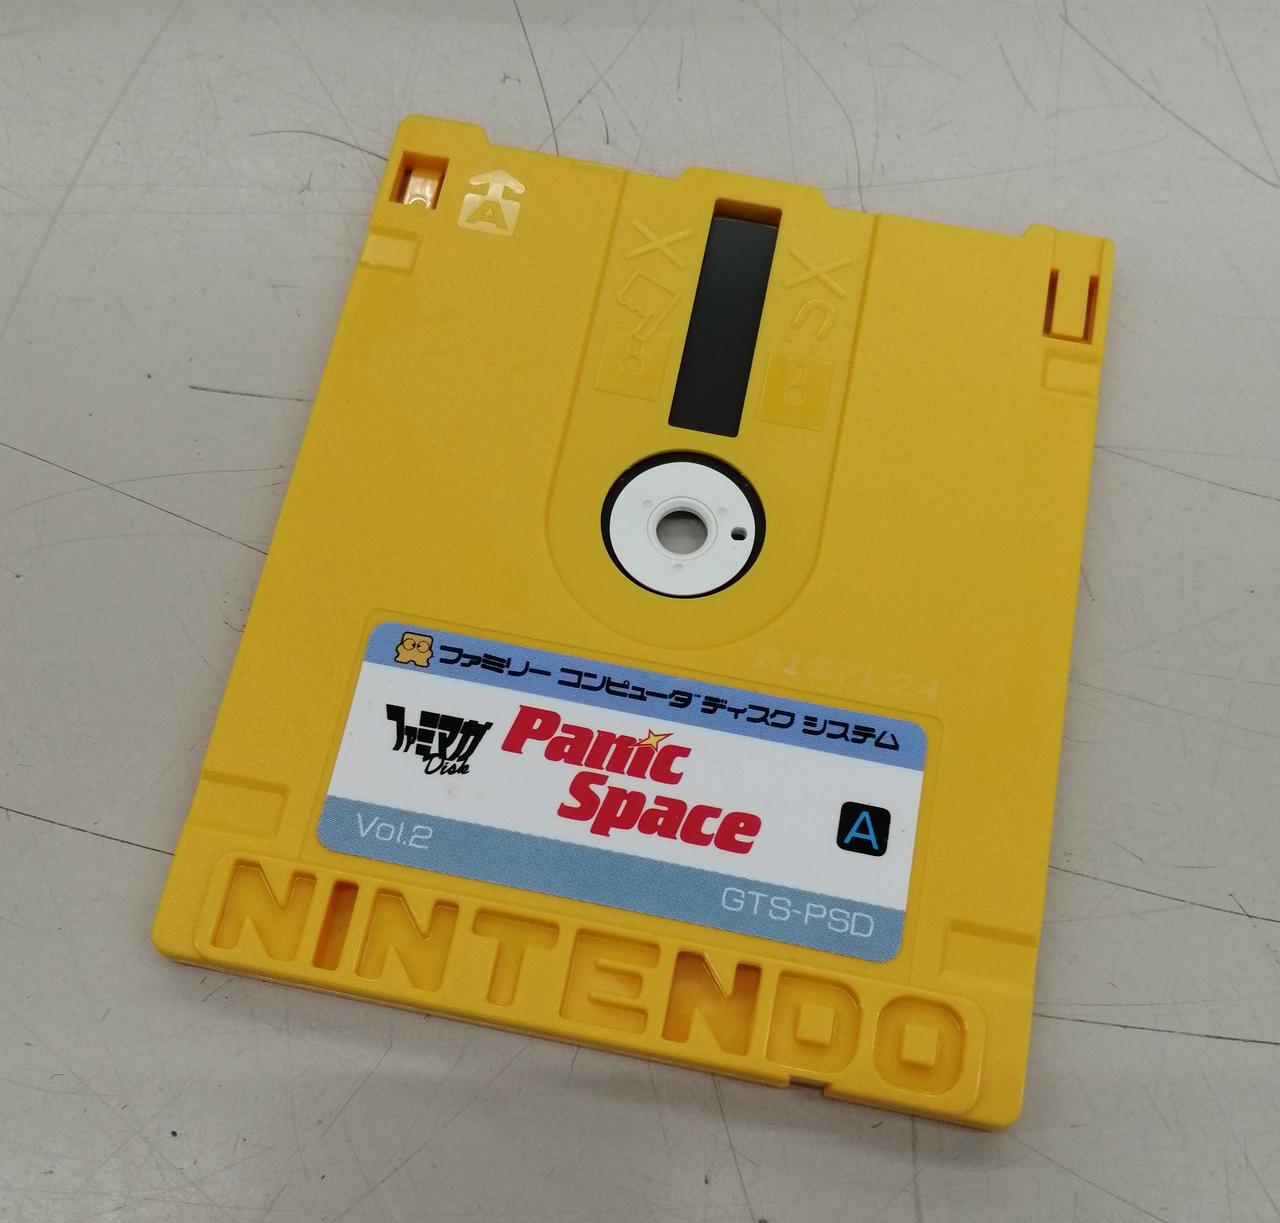 A
ファミリー コンピュータ ディスク システム
ファミマガ
Disk
Panic
Space
A
Vol.2
GTS-PSD
NINTENDO